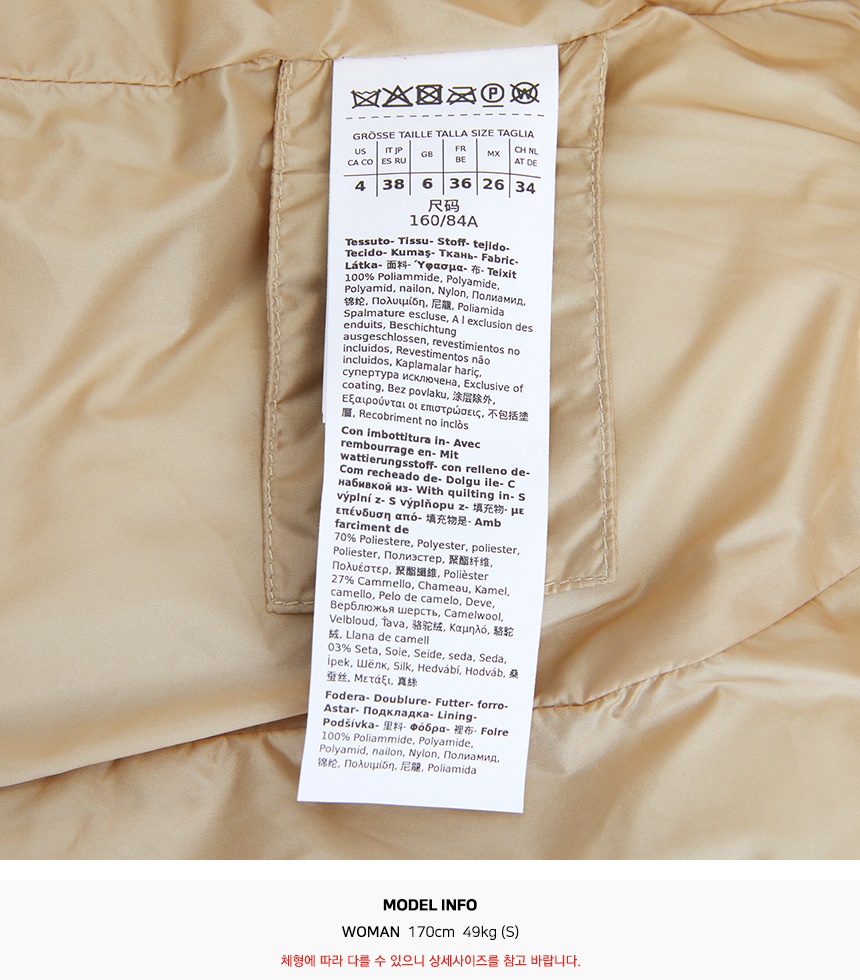 GRÖSSE TAILLE TALLA SIZE TAGLIA
US CA CO | IT JP ES RU | GB | FR BE | MX | CH NL AT DE
4 | 38 | 6 | 36 | 26 | 34
尺码
160/84A
Tessuto- Tissu- Stoff- tejido-
Tecido- Kumaş- Ткань- Fabric-
Látka- 面料- Ύφασμα- 布- Teixit
100% Poliammide, Polyamide,
Polyamid, nailon, Nylon, Полиамид,
锦纶, Πολυιμίδη, 尼龍, Poliamida
Spalmature escluse, A l exclusion des
enduits, Beschichtung
ausgeschlossen, revestimientos no
incluidos, Revestimentos não
incluidos, Kaplamalar hariç,
супертура исключена, Exclusive of
coating, Bez povlaku, 涂层除外,
Εξαιρούνται οι επιστρώσεις, 不包括塗
層, Recobriment no inclòs
Con imbottitura in- Avec
rembourrage en- Mit
wattierungsstoff- con relleno de-
Com recheado de- Dolgu ile- С
набивкой из- With quilting in- S
výplní z- S výplňopu z- 填充物- με
επένδυση από- 填充物是- Amb
farciment de
70% Poliestere, Polyester, poliester,
Poliester, Полиэстер, 聚酯纤维,
Πολυέστερ, 聚酯纖維, Polièster
27% Cammello, Chameau, Kamel,
camello, Pelo de camelo, Deve,
Верблюжья шерсть, Camelwool,
Velbloud, Ťava, 骆驼绒, Καμηλό, 駱駝
絨, Llana de camell
03% Seta, Soie, Seide, seda, Seda,
İpek, Шёлк, Silk, Hedvábí, Hodváb, 桑
蚕丝, Μετάξι, 真絲
Fodera- Doublure- Futter- forro-
Astar- Подкладка- Lining-
Podšívka- 里料- Φόδρα- 裡布- Folre
100% Poliammide, Polyamide,
Polyamid, nailon, Nylon, Полиамид,
锦纶, Πολυιμίδη, 尼龍, Poliamida
MODEL INFO
WOMAN 170cm 49kg (S)
체형에 따라 다를 수 있으니 상세사이즈를 참고 바랍니다.